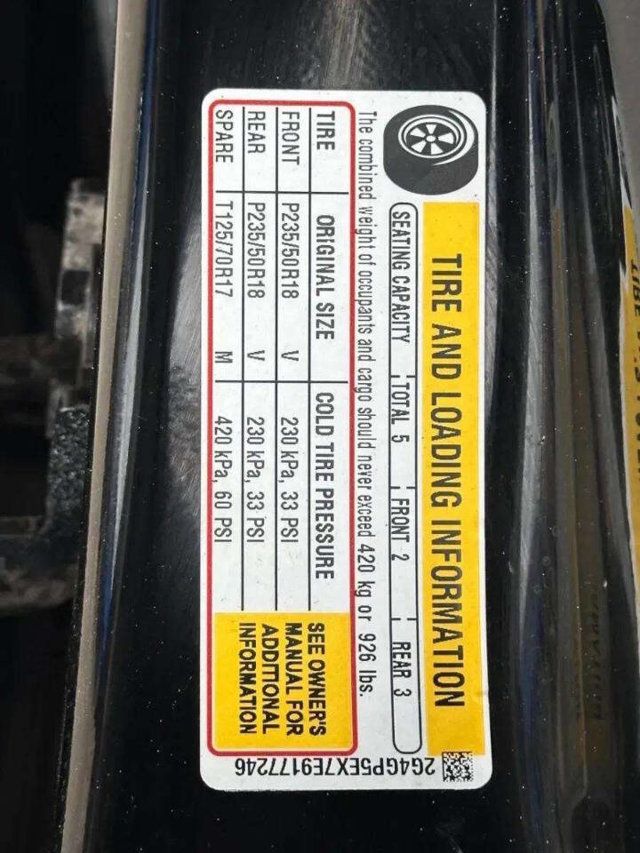 TIRE AND LOADING INFORMATION
SEATING CAPACITY TOTAL 5 FRONT 2 REAR 3
The combined weight of occupants and cargo should never exceed 420 kg or 926 lbs.
TIRE ORIGINAL SIZE COLD TIRE PRESSURE
FRONT P235/50R18 V 230 kPa, 33 PSI
REAR P235/50R18 V 230 kPa, 33 PSI
SPARE T125/70R17 M 420 kPa, 60 PSI
SEE OWNER'S
MANUAL FOR
ADDITIONAL
INFORMATION
2G4GP5EX7E9177246